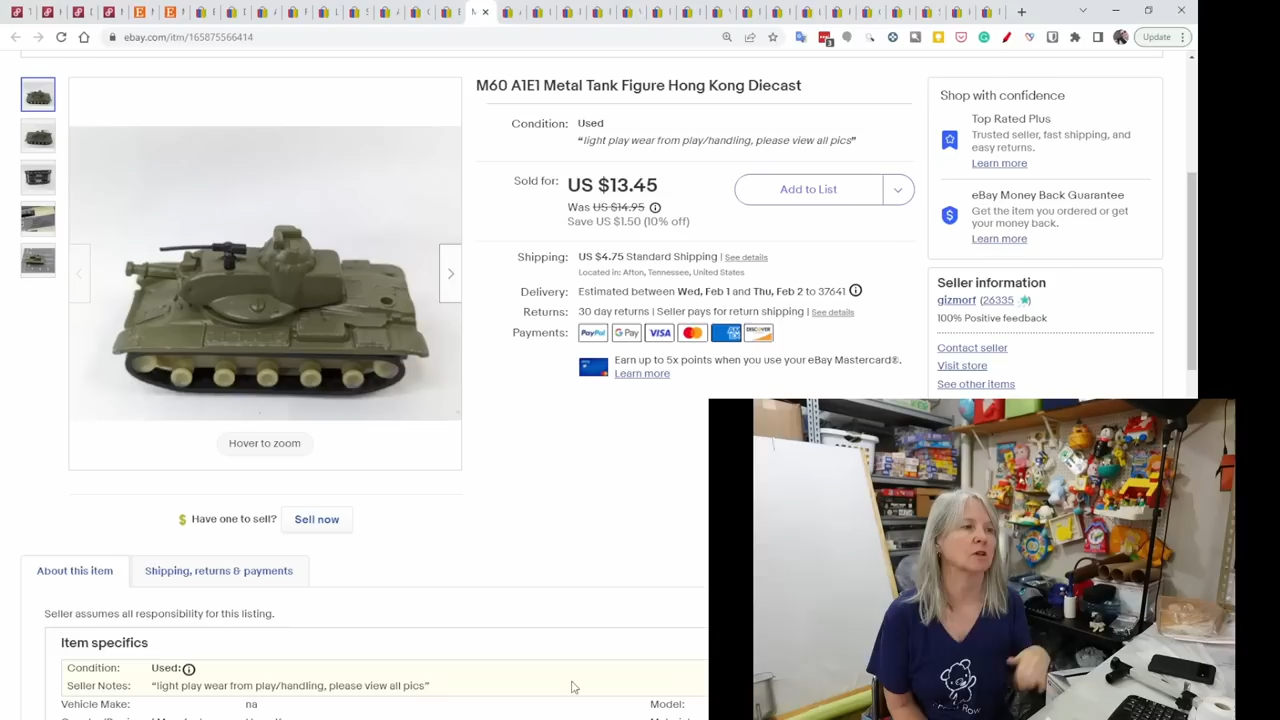 ebay.com/itm/165875566414
Update
M60 A1E1 Metal Tank Figure Hong Kong Diecast
Condition: Used
"light play wear from play/handling, please view all pics"
Sold for: US $13.45
Was US $14.95
Save US $1.50 (10% off)
Add to List
Shipping: US $4.75 Standard Shipping | See details
Located in: Afton, Tennessee, United States
Delivery: Estimated between Wed, Feb 1 and Thu, Feb 2 to 37641
Returns: 30 day returns | Seller pays for return shipping | See details
Payments: PayPal G Pay VISA DISCOVER
Earn up to 5x points when you use your eBay Mastercard®.
Learn more
Shop with confidence
Top Rated Plus
Trusted seller, fast shipping, and
easy returns.
Learn more
eBay Money Back Guarantee
Get the item you ordered or get
your money back.
Learn more
Seller information
gizmorf (26335)
100% Positive feedback
Contact seller
Visit store
See other items
Hover to zoom
Have one to sell? Sell now
About this item
Shipping, returns & payments
Seller assumes all responsibility for this listing.
Item specifics
Condition: Used:
Seller Notes: "light play wear from play/handling, please view all pics"
Vehicle Make: na
Model: